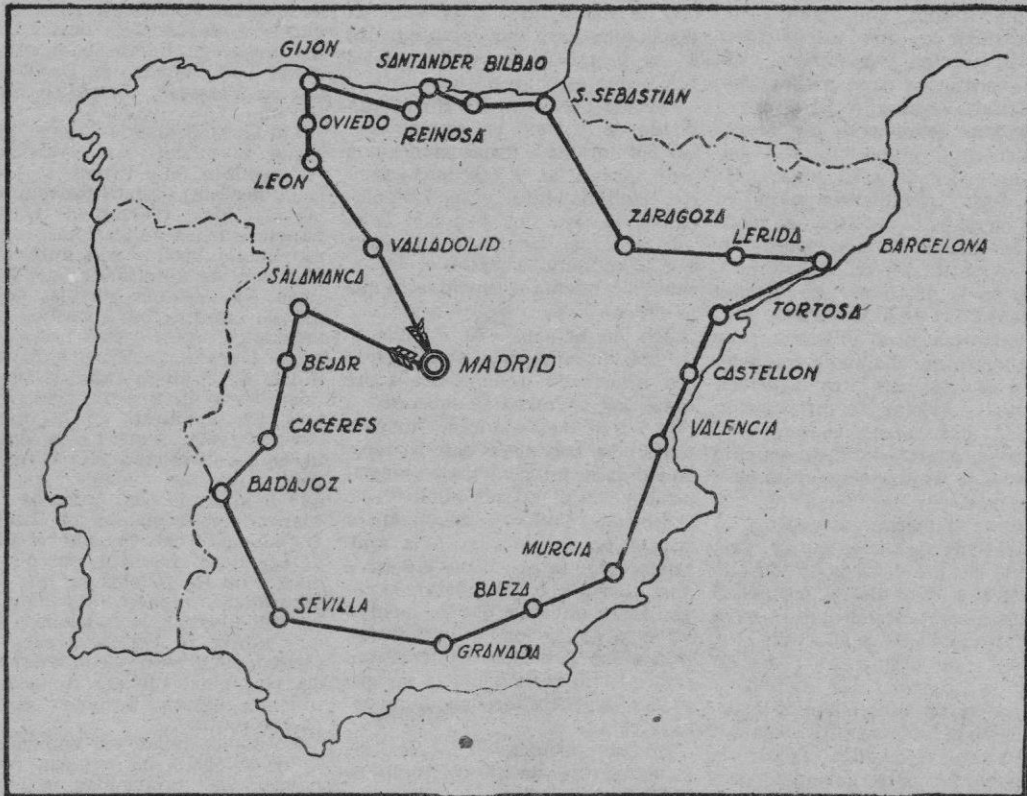 GIJÓN
SANTANDER BILBAO
S. SEBASTIAN
OVIEDO
REINOSA
LEON
ZARAGOZA
LERIDA
BARCELONA
VALLADOLID
SALAMANCA
TORTOSA
BEJAR
MADRID
CASTELLON
CACERES
VALENCIA
BADAJOZ
MURCIA
BAEZA
SEVILLA
GRANADA